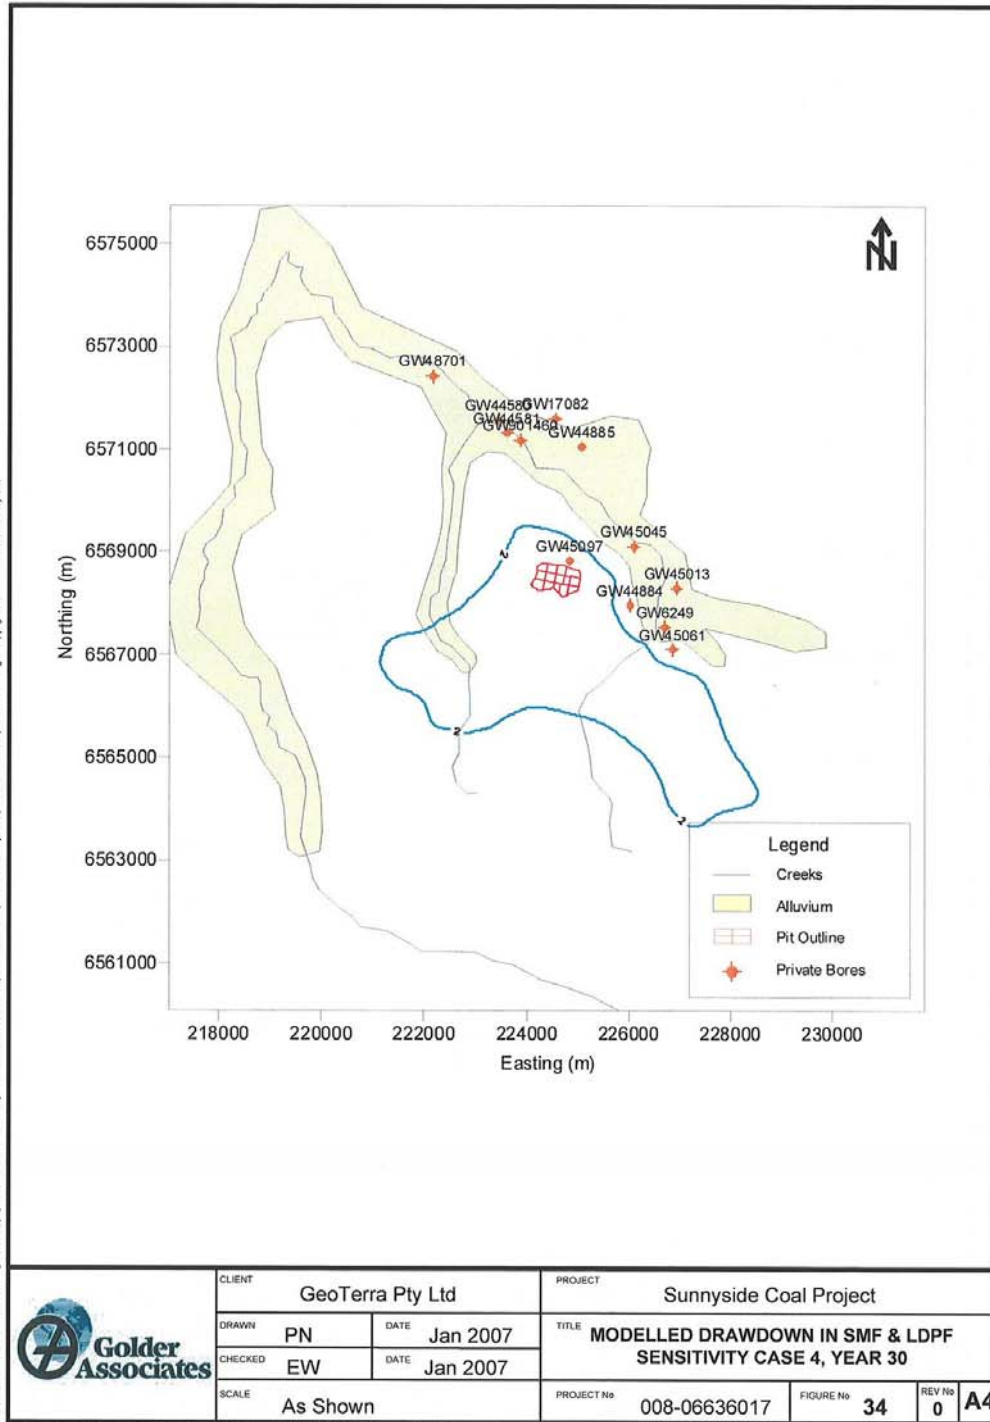 N
6575000
6573000
6571000
6569000
6567000
6565000
6563000
6561000
Northing (m)
GW48701
GW44580
GW17082
GW44581
GW901460
GW44885
GW45045
GW45097
GW45013
GW44884
GW6249
GW45061
2
2
2
Legend
Creeks
Alluvium
Pit Outline
Private Bores
218000 220000 222000 224000 226000 228000 230000
Easting (m)
Golder
Associates
CLIENT
GeoTerra Pty Ltd
PROJECT
Sunnyside Coal Project
DRAWN PN
DATE Jan 2007
TITLE MODELLED DRAWDOWN IN SMF & LDPF
SENSITIVITY CASE 4, YEAR 30
CHECKED EW
DATE Jan 2007
SCALE
As Shown
PROJECT No 008-06636017
FIGURE No 34
REV No 0
A4